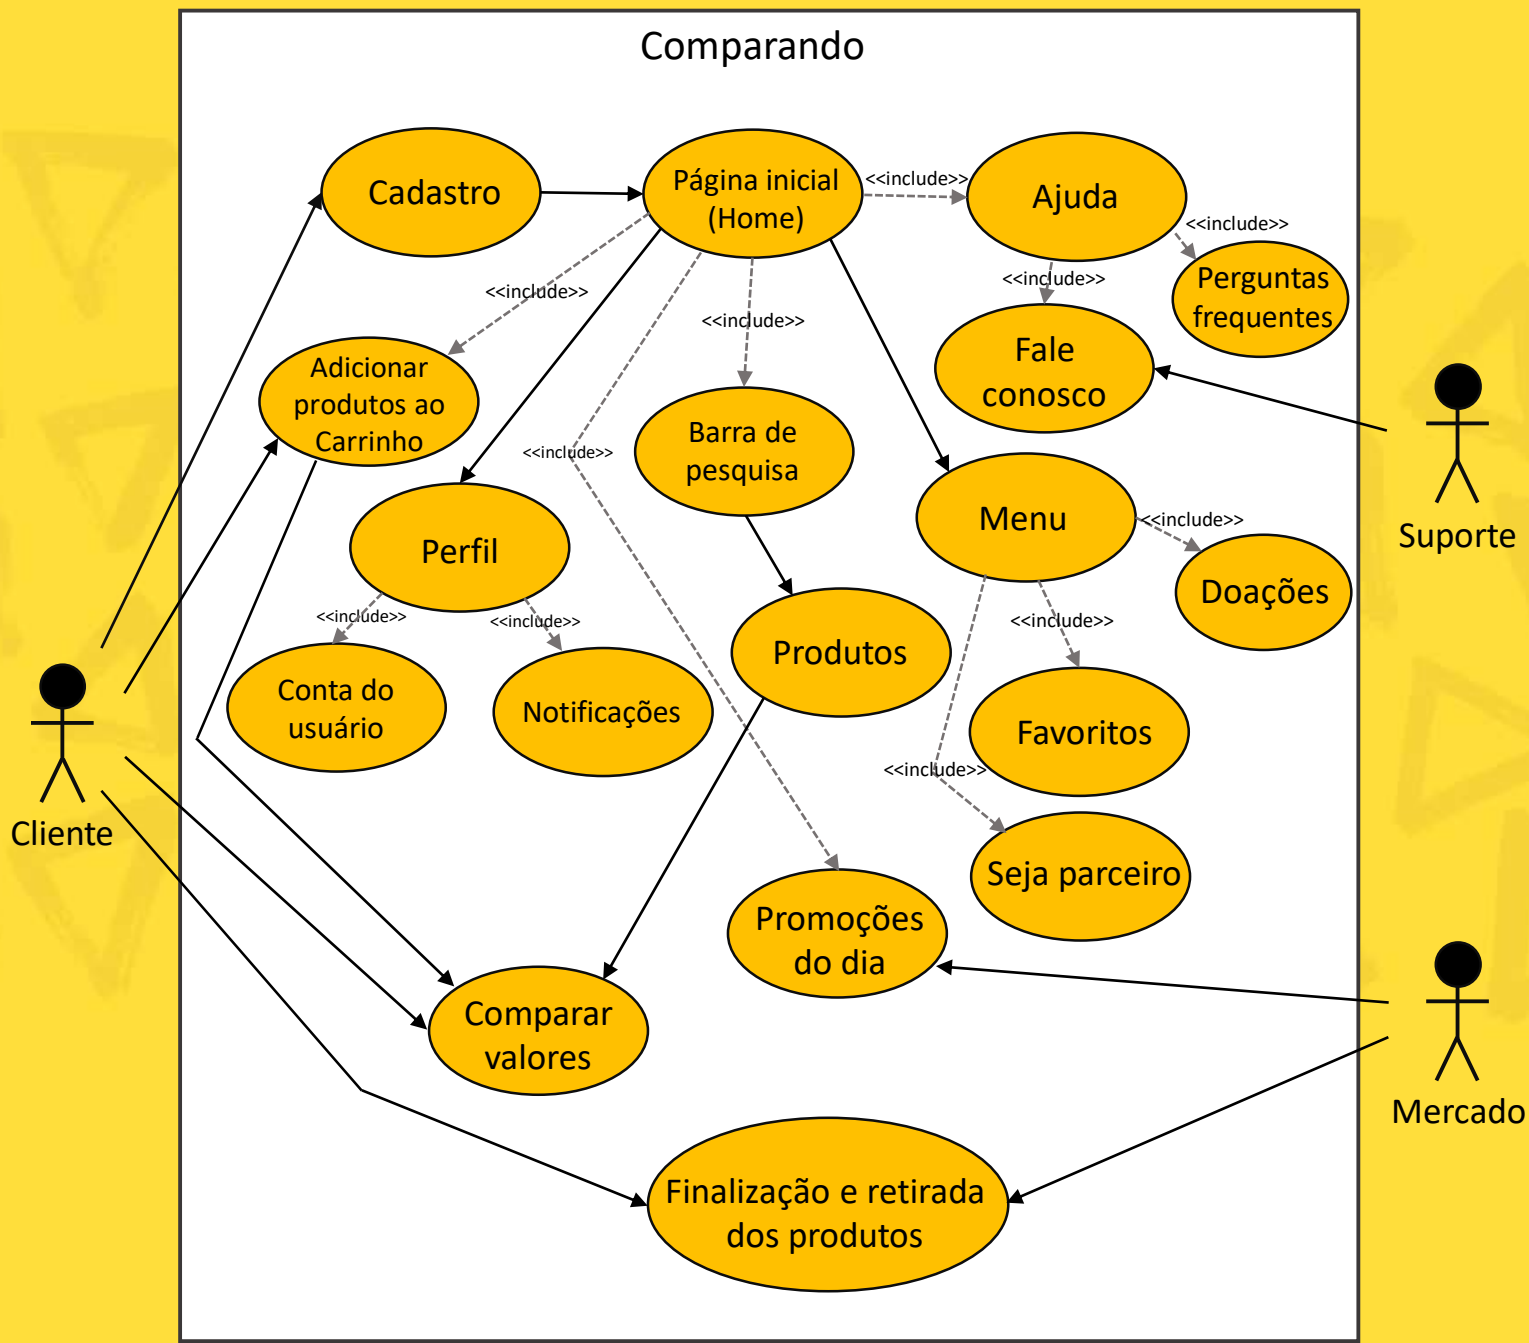 Comparando
Cadastro
Página inicial
(Home)
<<include>>
Ajuda
<<include>>
Perguntas
frequentes
<<include>>
Fale
conosco
<<include>>
<<include>>
Adicionar
produtos ao
Carrinho
<<include>>
Barra de
pesquisa
Menu
<<include>>
Doações
Suporte
Perfil
<<include>>
<<include>>
<<include>>
Produtos
Conta do
usuário
Notificações
Favoritos
<<include>>
Cliente
Seja parceiro
Promoções
do dia
Comparar
valores
Mercado
Finalização e retirada
dos produtos